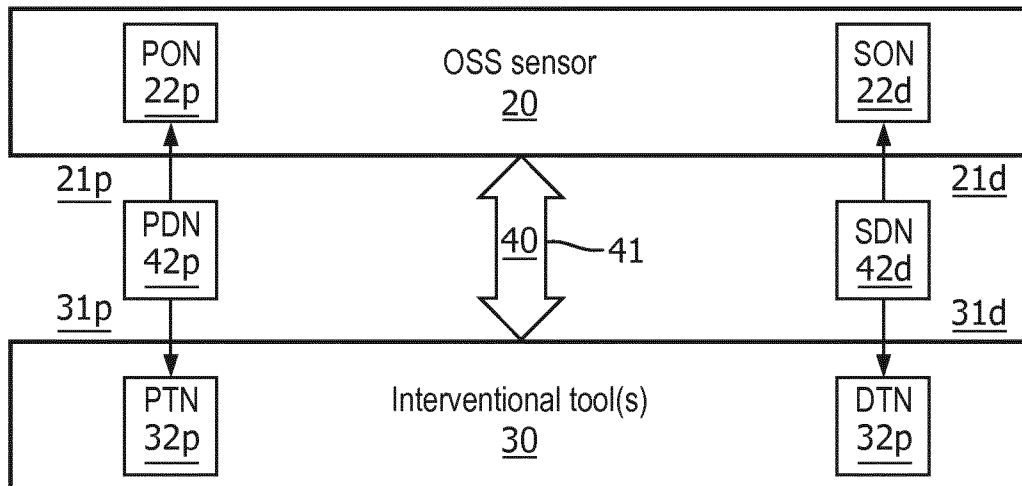 PON
22p
OSS sensor
20
SON
22d
21p
21d
PDN
42p
40
41
SDN
42d
31p
31d
PTN
32p
Interventional tool(s)
30
DTN
32p